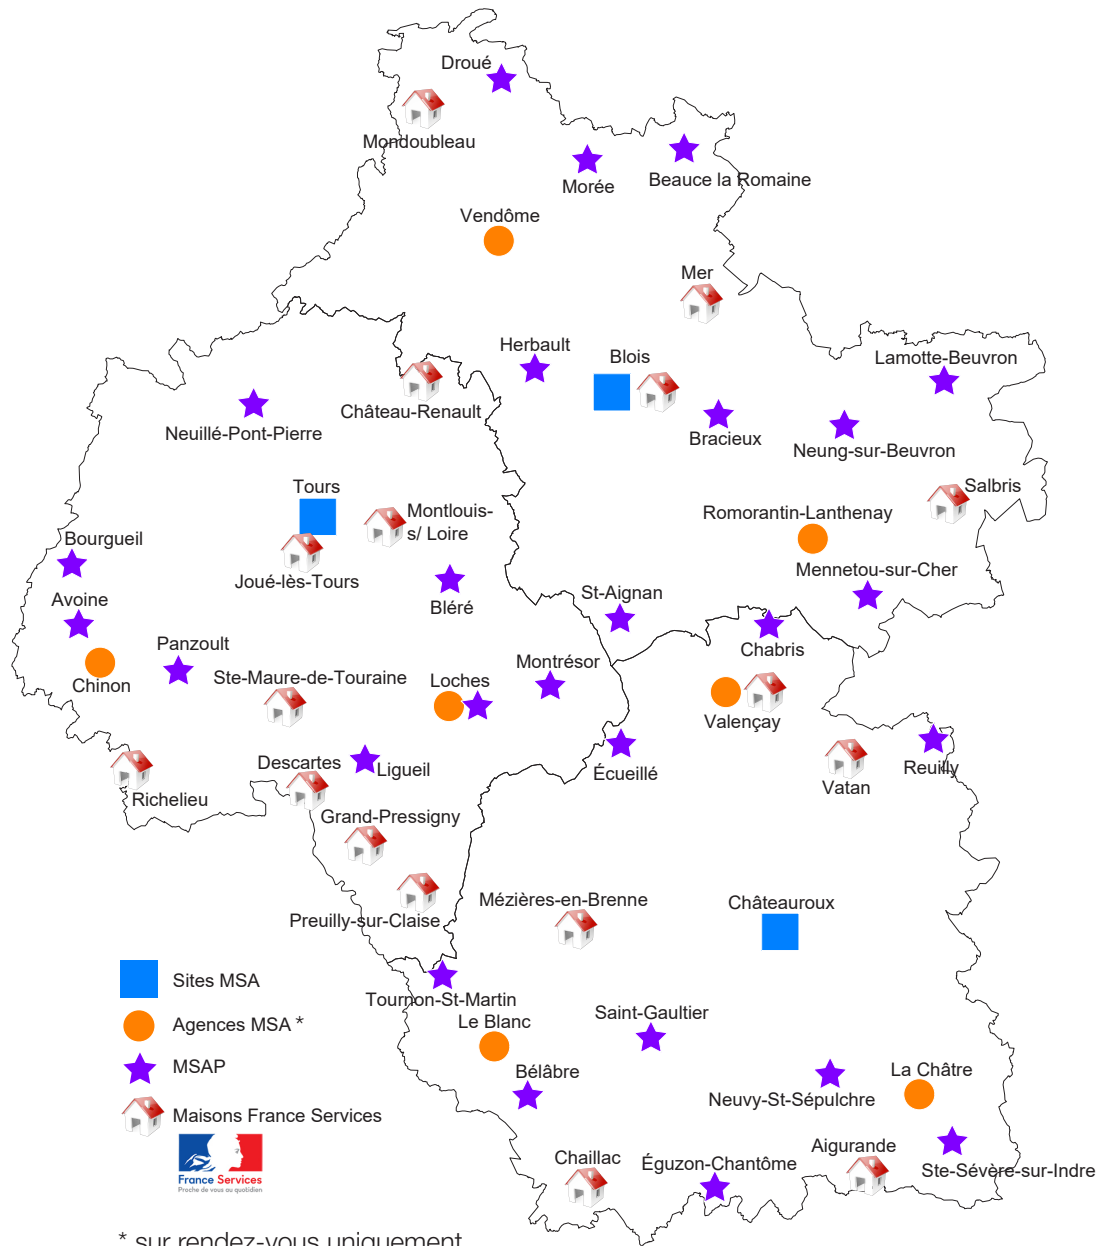 Droué
Mondoubleau
Morée
Beauce la Romaine
Vendôme
Mer
Herbault
Blois
Lamotte-Beuvron
Château-Renault
Neuillé-Pont-Pierre
Bracieux
Neung-sur-Beuvron
Tours
Montlouis-
s/ Loire
Salbris
Romorantin-Lanthenay
Bourgueil
Joué-lès-Tours
Mennetou-sur-Cher
Avoine
Bléré
St-Aignan
Panzoult
Chabris
Chinon
Ste-Maure-de-Touraine
Loches
Montrésor
Valençay
Descartes
Ligueil
Écueillé
Reuilly
Richelieu
Vatan
Grand-Pressigny
Mézières-en-Brenne
Châteauroux
Preuilly-sur-Claise
Sites MSA
Tournon-St-Martin
Agences MSA *
Le Blanc
Saint-Gaultier
MSAP
Bélâbre
La Châtre
Neuvy-St-Sépulchre
Maisons France Services
Aigurande
Chaillac
Éguzon-Chantôme
Ste-Sévère-sur-Indre
France Services
Proche de vous au quotidien
* sur rendez-vous uniquement